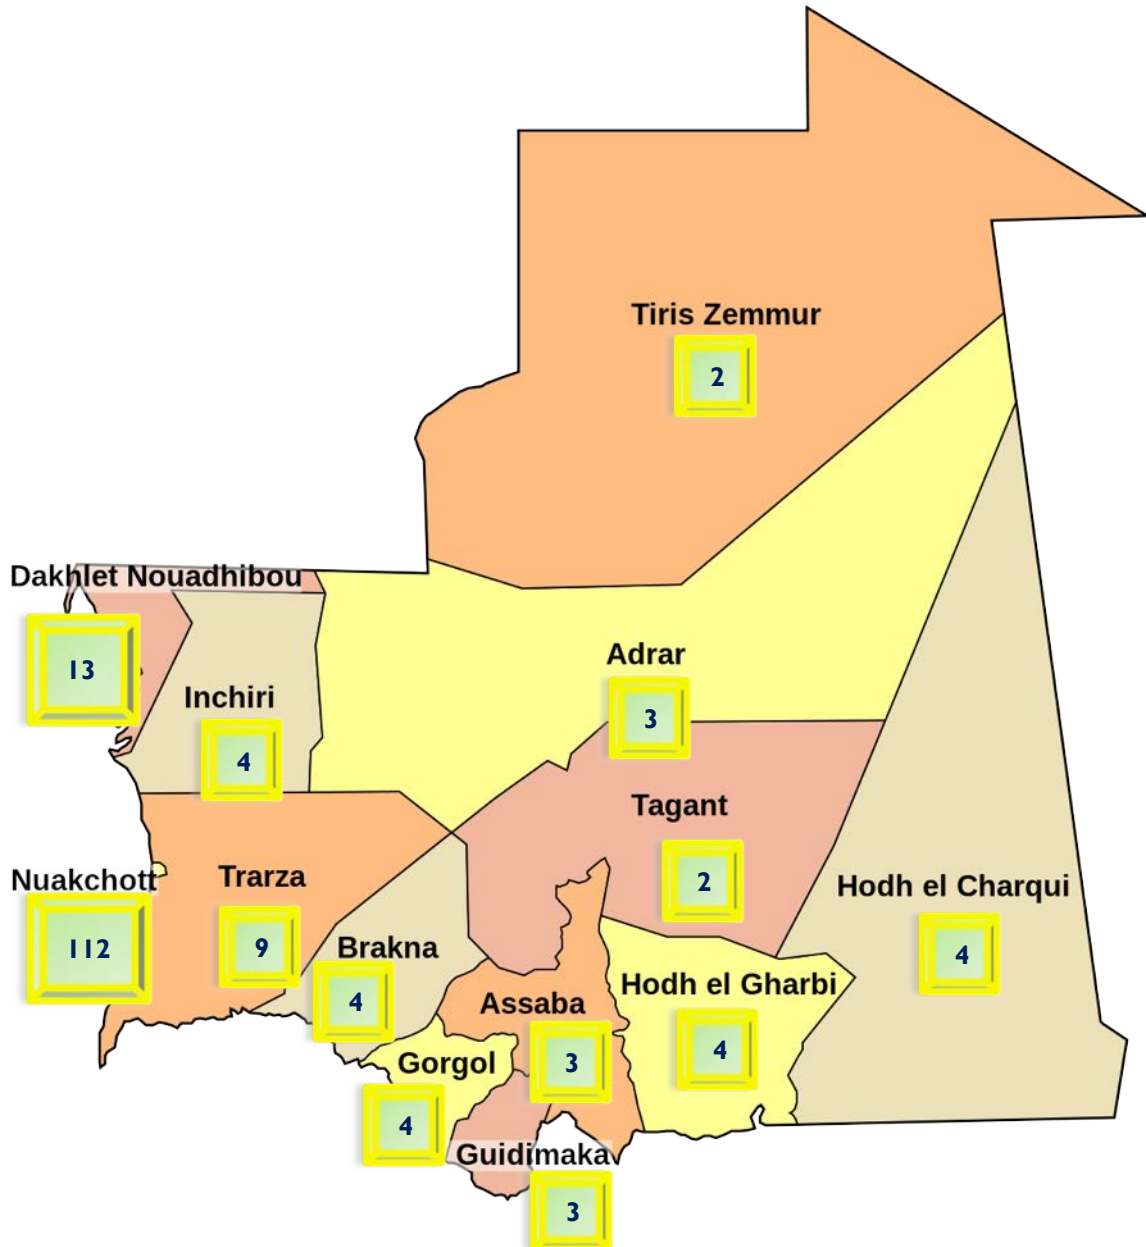 Tiris Zemmur
2
Dakhlet Nouadhibou
13
Inchiri
4
Adrar
3
Tagant
2
Nuakchott
112
Trarza
9
Brakna
4
Hodh el Charqui
4
Hodh el Gharbi
4
Assaba
3
Gorgol
4
Guidimaka
3